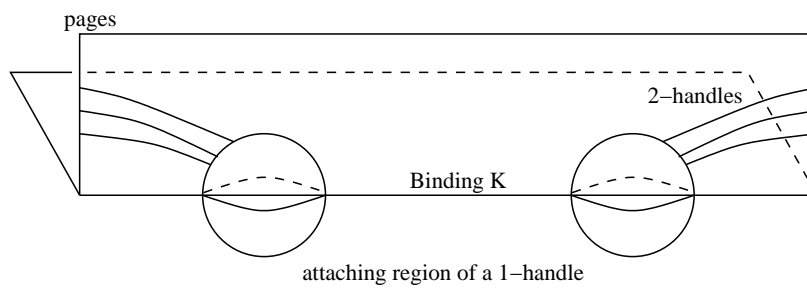 pages
2−handles
Binding K
attaching region of a 1−handle